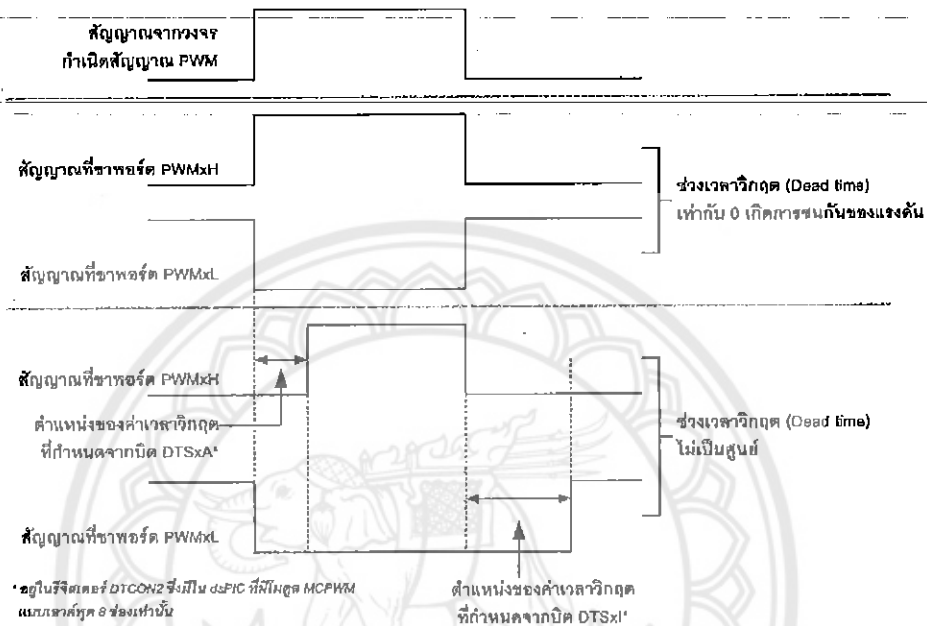 สัญญาณจากวงจร
กำเนิดสัญญาณ PWM
สัญญาณที่ขาพอร์ต PWMxH
ช่วงเวลาวิกฤต (Dead time)
เท่ากับ 0 เกิดการชนกันของแรงดัน
สัญญาณที่ขาพอร์ต PWMxL
สัญญาณที่ขาพอร์ต PWMxH
ตำแหน่งของค่าเวลาวิกฤต
ที่กำหนดจากบิต DTSxA*
ช่วงเวลาวิกฤต (Dead time)
ไม่เป็นศูนย์
สัญญาณที่ขาพอร์ต PWMxL
* อยู่ในรีจิสเตอร์ DTCON2 ซึ่งมีใน dsPIC ที่มีโมดูล MCPWM
แบบเอาต์พุต 8 ช่องเท่านั้น
ตำแหน่งของค่าเวลาวิกฤต
ที่กำหนดจากบิต DTSxI*